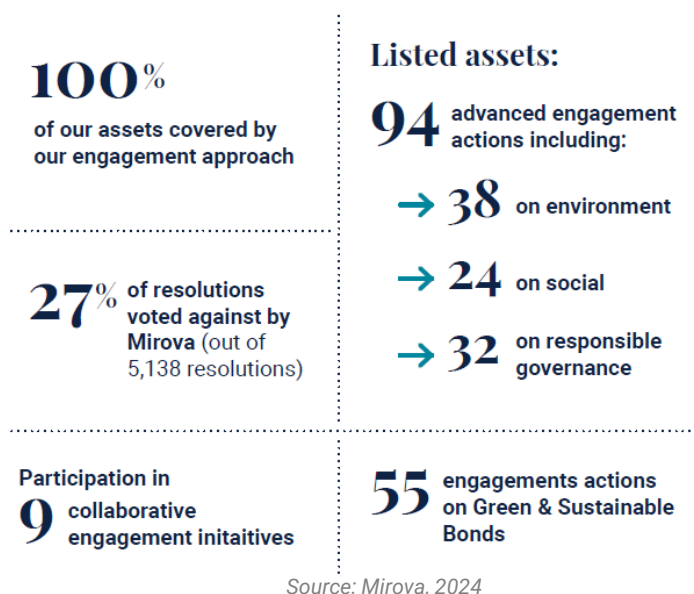 100%
of our assets covered by
our engagement approach
27% of resolutions
voted against by
Mirova (out of
5,138 resolutions)
Participation in
9 collaborative
engagement initaitives
Listed assets:
94 advanced engagement
actions including:
→ 38 on environment
→ 24 on social
→ 32 on responsible
governance
55 engagements actions
on Green & Sustainable
Bonds
Source: Mirova, 2024